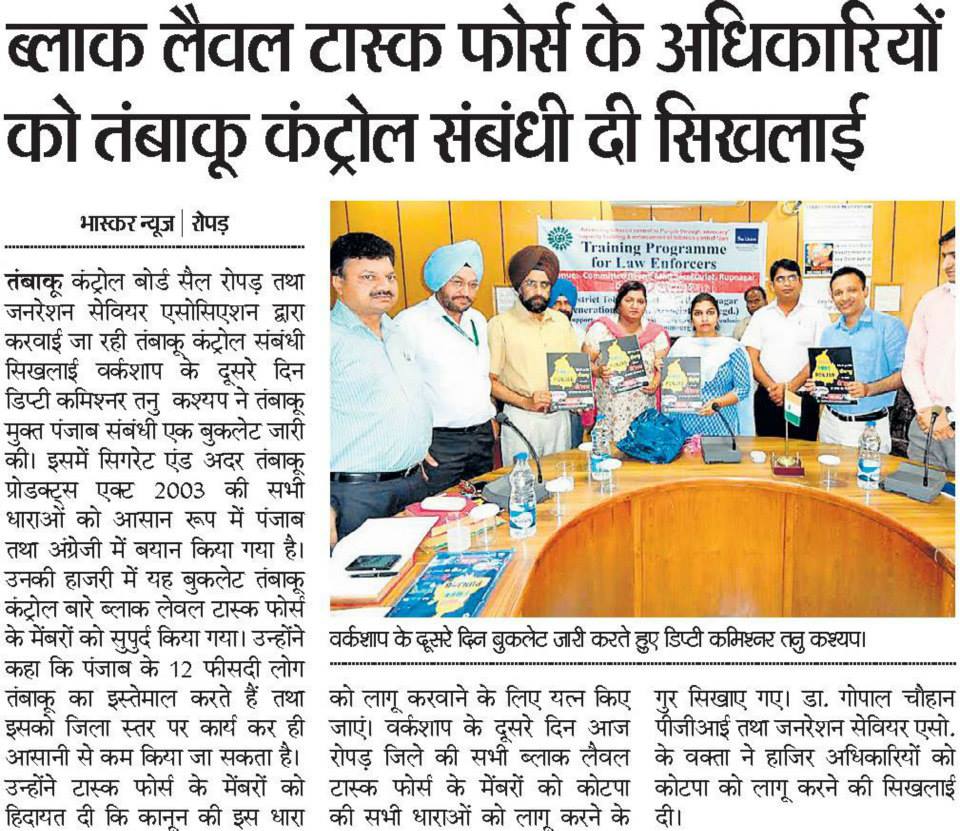 ब्लाक लैवल टास्क फोर्स के अधिकारियों
को तंबाकू कंट्रोल संबंधी दी सिखलाई
भास्कर न्यूज | रोपड़
तंबाकू कंट्रोल बोर्ड सैल रोपड़ तथा
जनरेशन सेवियर एसोसिएशन द्वारा
करवाई जा रही तंबाकू कंट्रोल संबंधी
सिखलाई वर्कशाप के दूसरे दिन
डिप्टी कमिश्नर तनु कश्यप ने तंबाकू
मुक्त पंजाब संबंधी एक बुकलेट जारी
की। इसमें सिगरेट एंड अदर तंबाकू
प्रोडक्ट्स एक्ट 2003 की सभी
धाराओं को आसान रूप में पंजाब
तथा अंग्रेजी में बयान किया गया है।
उनकी हाजरी में यह बुकलेट तंबाकू
कंट्रोल बारे ब्लाक लेवल टास्क फोर्स
के मेंबरों को सुपुर्द किया गया। उन्होंने
कहा कि पंजाब के 12 फीसदी लोग
तंबाकू का इस्तेमाल करते हैं तथा
इसको जिला स्तर पर कार्य कर ही
आसानी से कम किया जा सकता है।
उन्होंने टास्क फोर्स के मेंबरों को
हिदायत दी कि कानून की इस धारा
Training Programme
for Law Enforcers
वर्कशाप के दूसरे दिन बुकलेट जारी करते हुए डिप्टी कमिश्नर तनु कश्यप।
को लागू करवाने के लिए यत्न किए
जाएं। वर्कशाप के दूसरे दिन आज
रोपड़ जिले की सभी ब्लाक लैवल
टास्क फोर्स के मेंबरों को कोटपा
की सभी धाराओं को लागू करने के
गुर सिखाए गए। डा. गोपाल चौहान
पीजीआई तथा जनरेशन सेवियर एसो.
के वक्ता ने हाजिर अधिकारियों को
कोटपा को लागू करने की सिखलाई
दी।